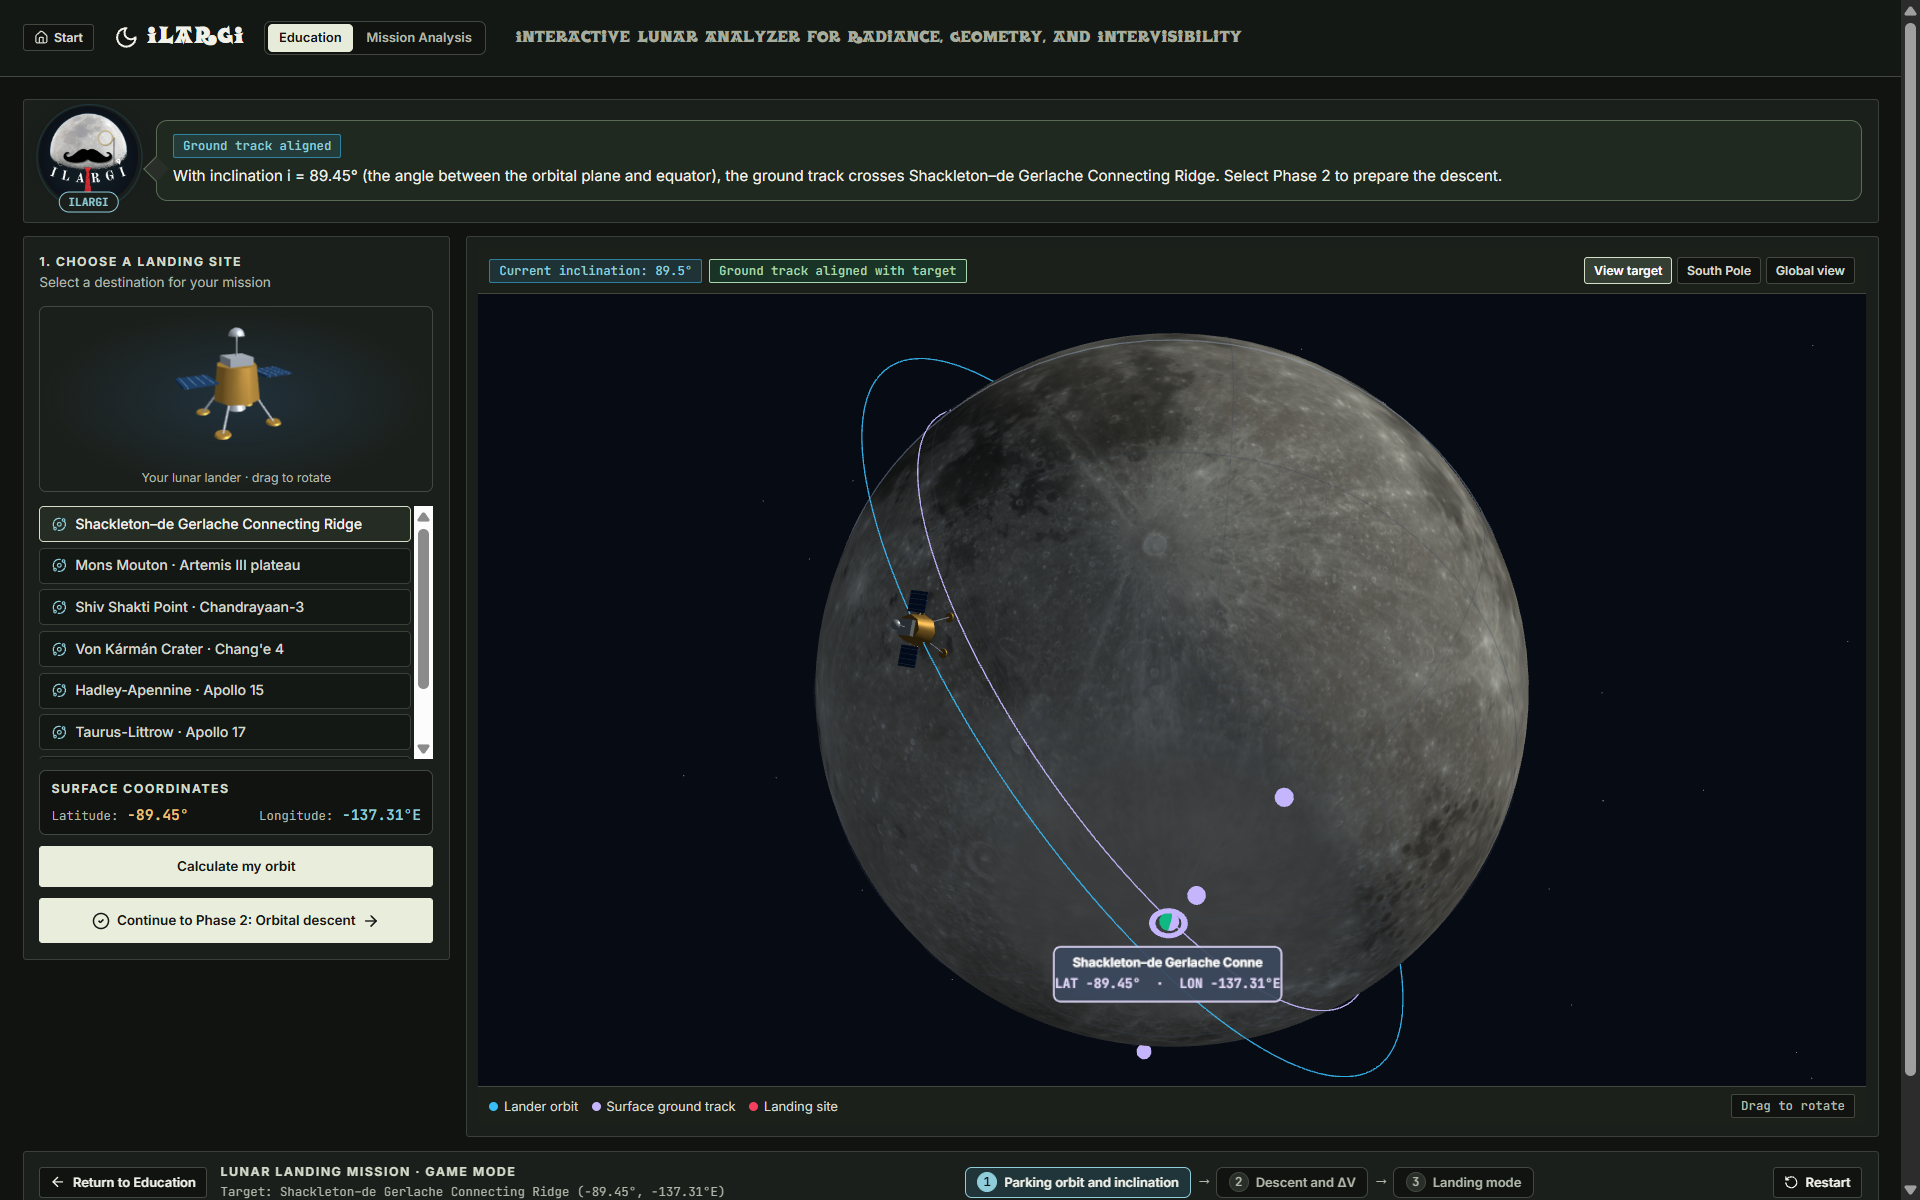 Start
iLARGi
Education
Mission Analysis
iNTERACTIVE LUNAR ANALYZER FOR RADIANCE, GEOMETRY, AND iNTERVISIBILITY
ILARGI
ILARGI
Ground track aligned
With inclination i = 89.45° (the angle between the orbital plane and equator), the ground track crosses Shackleton–de Gerlache Connecting Ridge. Select Phase 2 to prepare the descent.
1. CHOOSE A LANDING SITE
Select a destination for your mission
Your lunar lander · drag to rotate
Shackleton–de Gerlache Connecting Ridge
Mons Mouton · Artemis III plateau
Shiv Shakti Point · Chandrayaan-3
Von Kármán Crater · Chang'e 4
Hadley-Apennine · Apollo 15
Taurus-Littrow · Apollo 17
SURFACE COORDINATES
Latitude: -89.45°
Longitude: -137.31°E
Calculate my orbit
Continue to Phase 2: Orbital descent →
Current inclination: 89.5°
Ground track aligned with target
View target
South Pole
Global view
Shackleton–de Gerlache Conne
LAT -89.45° · LON -137.31°E
Lander orbit
Surface ground track
Landing site
Drag to rotate
← Return to Education
LUNAR LANDING MISSION · GAME MODE
Target: Shackleton–de Gerlache Connecting Ridge (-89.45°, -137.31°E)
1 Parking orbit and inclination → 2 Descent and ΔV → 3 Landing mode
Restart